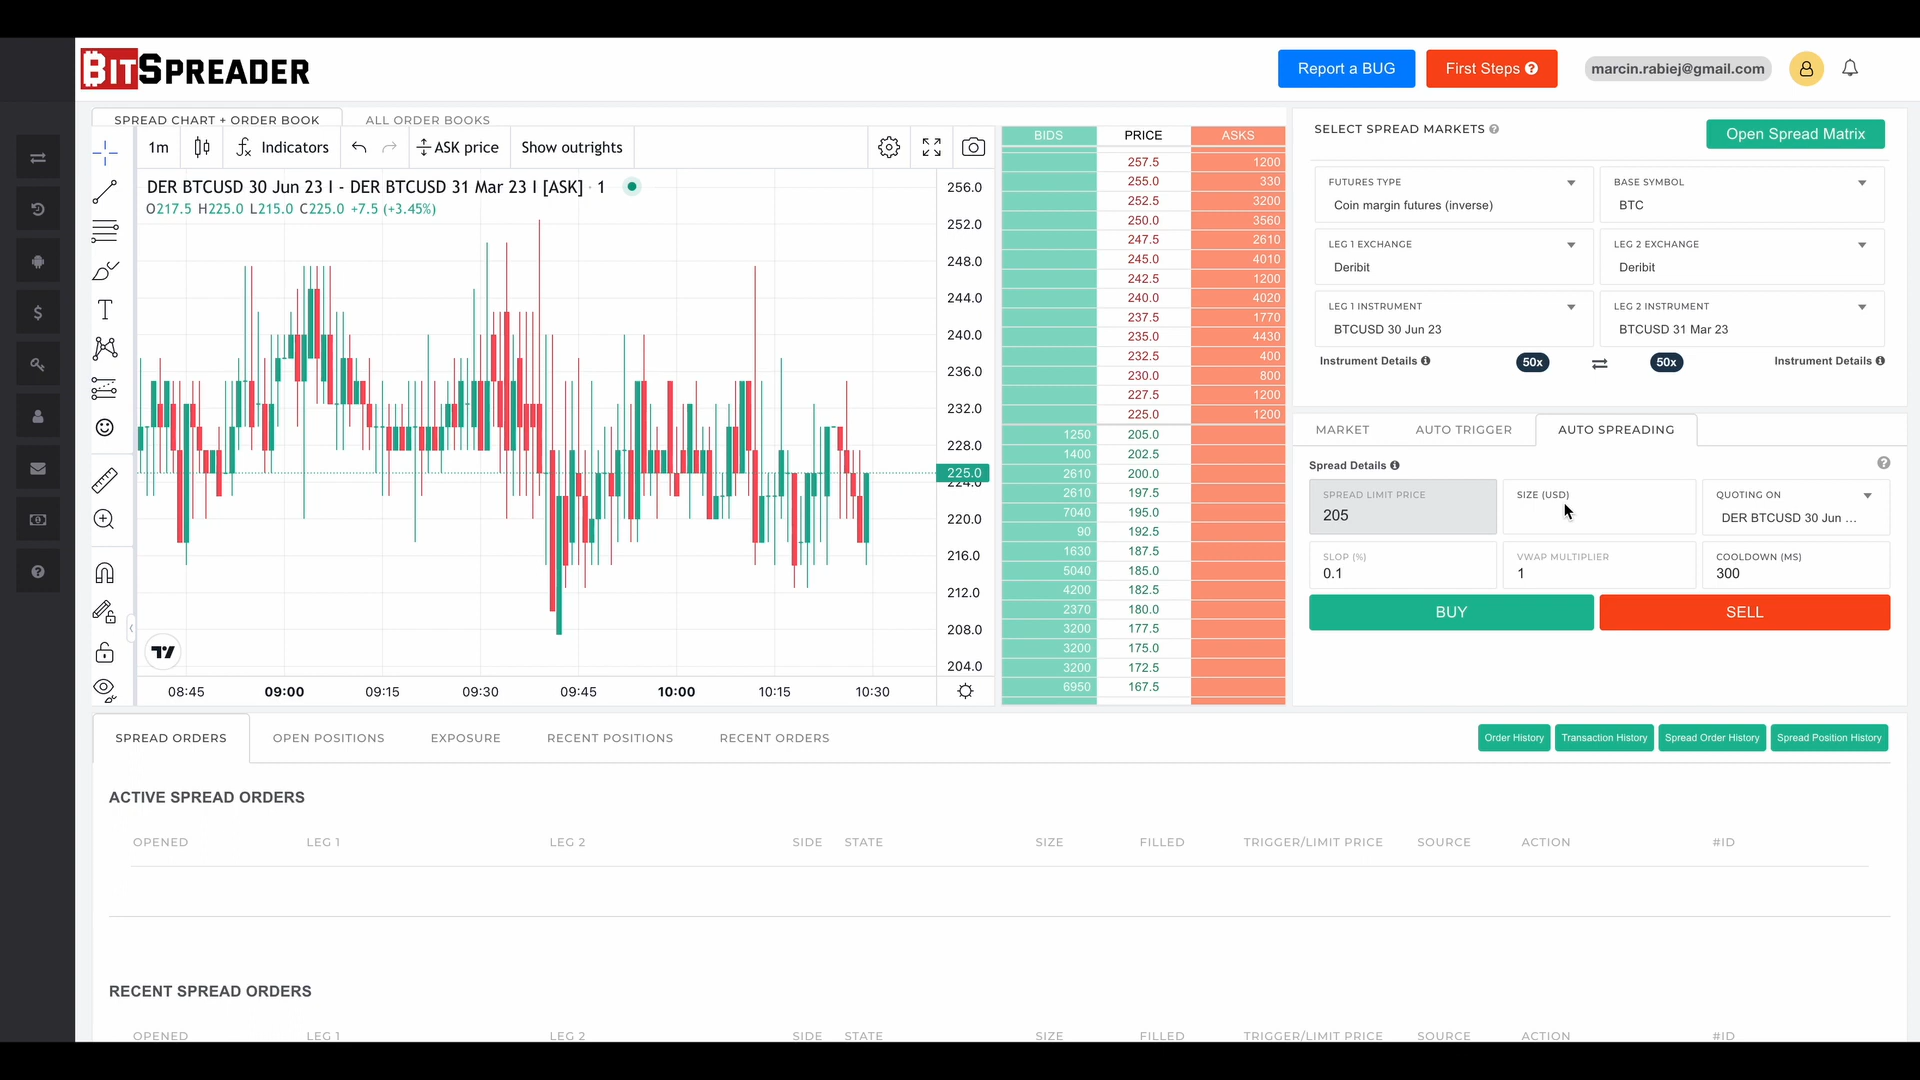 BITSPREADER
Report a BUG
First Steps
marcin.rabiej@gmail.com
SPREAD CHART + ORDER BOOK
ALL ORDER BOOKS
1m
Indicators
ASK price
Show outrights
DER BTCUSD 30 Jun 23 I - DER BTCUSD 31 Mar 23 I [ASK] · 1
O217.5 H225.0 L215.0 C225.0 +7.5 (+3.45%)
256.0
252.0
248.0
244.0
240.0
236.0
232.0
228.0
225.0
224.0
220.0
216.0
212.0
208.0
204.0
08:45 09:00 09:15 09:30 09:45 10:00 10:15 10:30
BIDS PRICE ASKS
257.5 1200
255.0 330
252.5 3200
250.0 3560
247.5 2610
245.0 4010
242.5 1200
240.0 4020
237.5 1770
235.0 4430
232.5 400
230.0 800
227.5 1200
225.0 1200
1250 205.0
1400 202.5
2610 200.0
2610 197.5
7040 195.0
90 192.5
1630 187.5
5040 185.0
4200 182.5
2370 180.0
3200 177.5
3200 175.0
3200 172.5
6950 167.5
SELECT SPREAD MARKETS
Open Spread Matrix
FUTURES TYPE
Coin margin futures (inverse)
BASE SYMBOL
BTC
LEG 1 EXCHANGE
Deribit
LEG 2 EXCHANGE
Deribit
LEG 1 INSTRUMENT
BTCUSD 30 Jun 23
LEG 2 INSTRUMENT
BTCUSD 31 Mar 23
Instrument Details 50x 50x Instrument Details
MARKET AUTO TRIGGER AUTO SPREADING
Spread Details
SPREAD LIMIT PRICE
205
SIZE (USD)
QUOTING ON
DER BTCUSD 30 Jun ...
SLOP (%)
0.1
VWAP MULTIPLIER
1
COOLDOWN (MS)
300
BUY
SELL
SPREAD ORDERS OPEN POSITIONS EXPOSURE RECENT POSITIONS RECENT ORDERS
Order History Transaction History Spread Order History Spread Position History
ACTIVE SPREAD ORDERS
OPENED LEG 1 LEG 2 SIDE STATE SIZE FILLED TRIGGER/LIMIT PRICE SOURCE ACTION #ID
RECENT SPREAD ORDERS
OPENED LEG 1 LEG 2 SIDE STATE SIZE FILLED TRIGGER/LIMIT PRICE SOURCE ACTION #ID